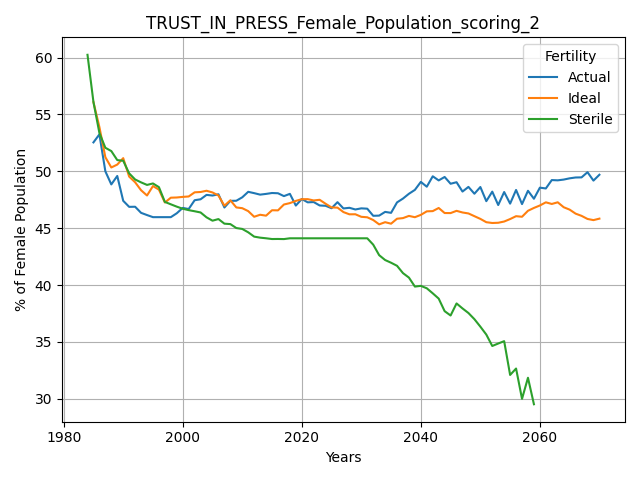 TRUST_IN_PRESS_Female_Population_scoring_2
Fertility
Actual
Ideal
Sterile
% of Female Population
60
55
50
45
40
35
30
1980
2000
2020
2040
2060
Years